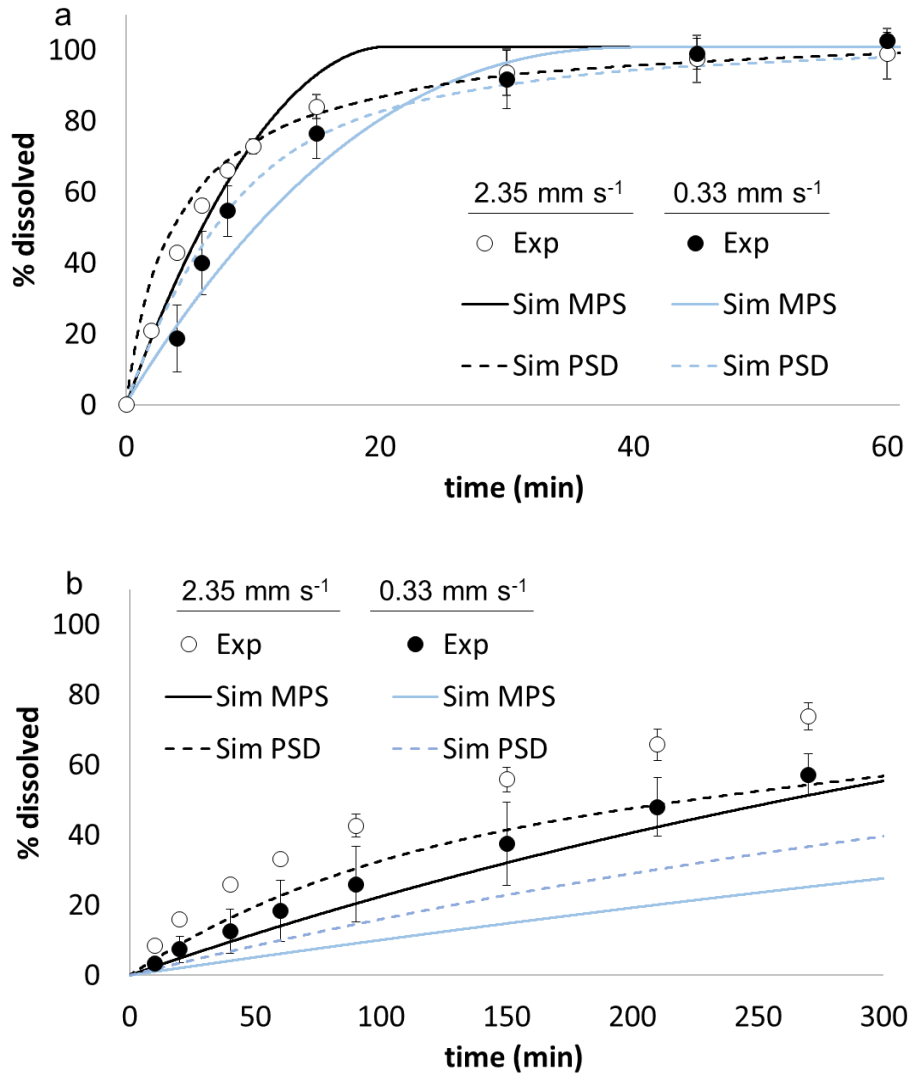 a
100
80
60
40
20
0
% dissolved
2.35 mm s-1 0.33 mm s-1
Exp Exp
Sim MPS Sim MPS
Sim PSD Sim PSD
0 20 40 60
time (min)
b
2.35 mm s-1 0.33 mm s-1
Exp Exp
Sim MPS Sim MPS
Sim PSD Sim PSD
100
80
60
40
20
0
% dissolved
0 50 100 150 200 250 300
time (min)